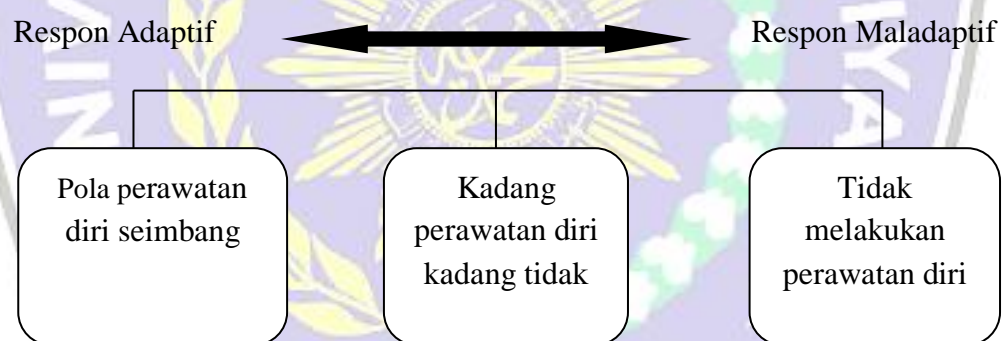 Respon Adaptif
Respon Maladaptif
Pola perawatan
diri seimbang
Kadang
perawatan diri
kadang tidak
Tidak
melakukan
perawatan diri